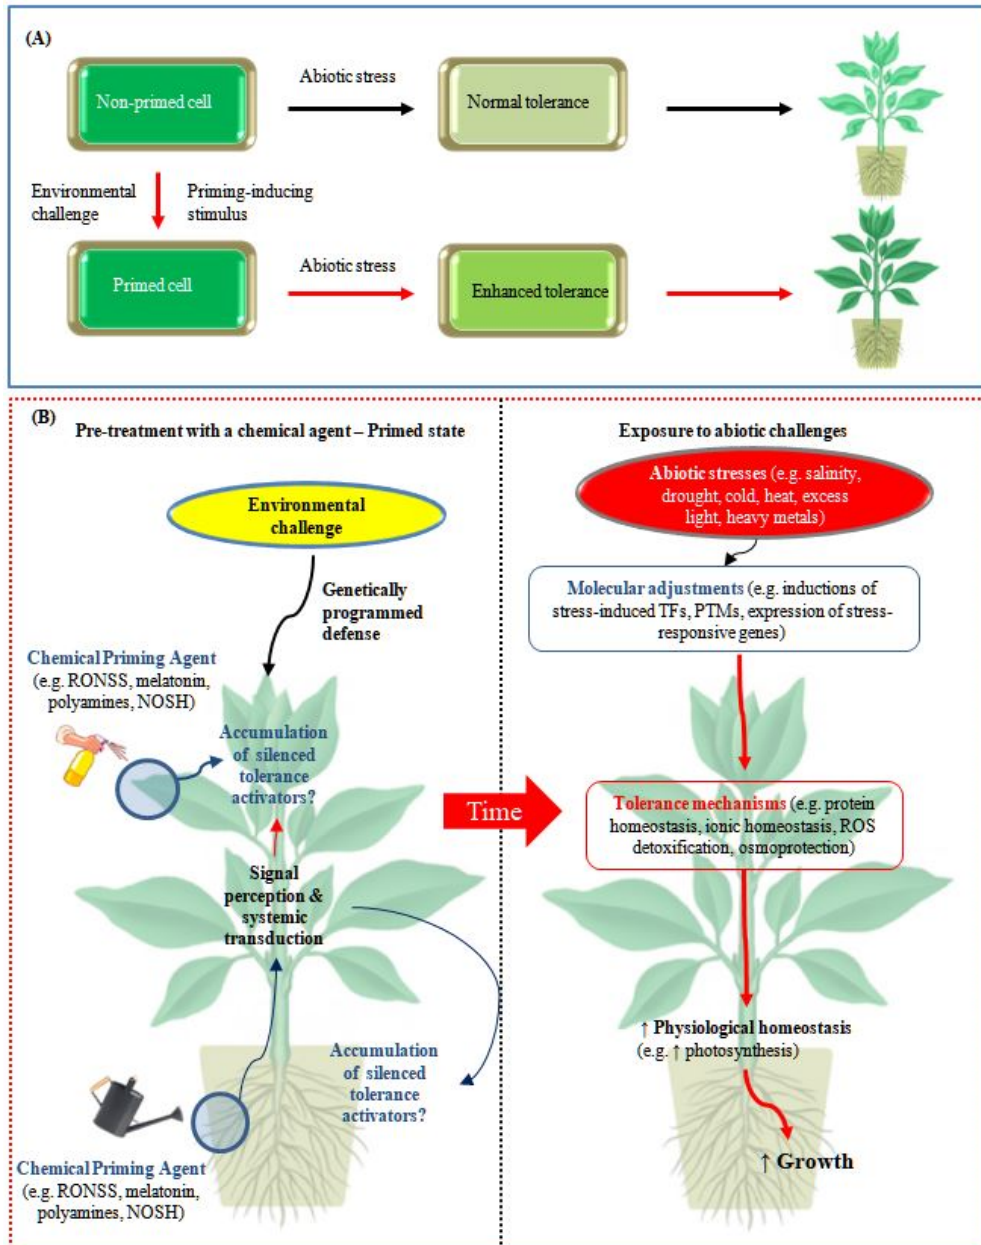 (A)
Non-primed cell
Abiotic stress
Normal tolerance
Environmental
challenge
Priming-inducing
stimulus
Primed cell
Abiotic stress
Enhanced tolerance
(B)
Pre-treatment with a chemical agent – Primed state
Environmental
challenge
Genetically
programmed
defense
Chemical Priming Agent
(e.g. RONSS, melatonin,
polyamines, NOSH)
Accumulation
of silenced
tolerance
activators?
Signal
perception &
systemic
transduction
Accumulation
of silenced
tolerance
activators?
Chemical Priming Agent
(e.g. RONSS, melatonin,
polyamines, NOSH)
Time
Exposure to abiotic challenges
Abiotic stresses (e.g. salinity,
drought, cold, heat, excess
light, heavy metals)
Molecular adjustments (e.g. inductions
of stress-induced TFs, PTMs, expression of stress-
responsive genes)
Tolerance mechanisms (e.g. protein
homeostasis, ionic homeostasis, ROS
detoxification, osmoprotection)
↑ Physiological homeostasis
(e.g. ↑ photosynthesis)
↑ Growth